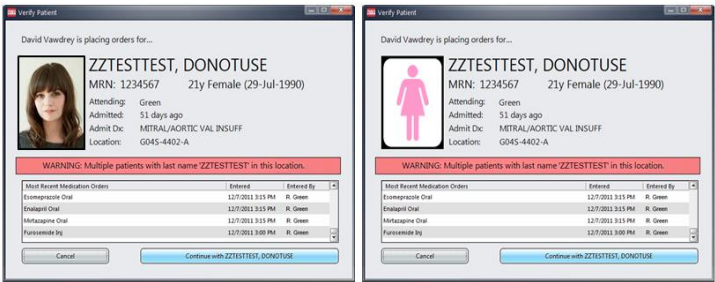 Verify Patient
David Vawdrey is placing orders for...
ZZTESTTEST, DONOTUSE
MRN: 1234567 21y Female (29-Jul-1990)
Attending: Green
Admitted: 51 days ago
Admit Dx: MITRAL/AORTIC VAL INSUFF
Location: G04S-4402-A
WARNING: Multiple patients with last name 'ZZTESTTEST' in this location.
Most Recent Medication Orders Entered Entered By
Esomeprazole Oral 12/7/2011 3:15 PM R. Green
Enalapril Oral 12/7/2011 3:15 PM R. Green
Mirtazapine Oral 12/7/2011 3:15 PM R. Green
Furosemide Inj 12/7/2011 3:00 PM R. Green
Cancel Continue with ZZTESTTEST, DONOTUSE
Verify Patient
David Vawdrey is placing orders for...
ZZTESTTEST, DONOTUSE
MRN: 1234567 21y Female (29-Jul-1990)
Attending: Green
Admitted: 51 days ago
Admit Dx: MITRAL/AORTIC VAL INSUFF
Location: G04S-4402-A
WARNING: Multiple patients with last name 'ZZTESTTEST' in this location.
Most Recent Medication Orders Entered Entered By
Esomeprazole Oral 12/7/2011 3:15 PM R. Green
Enalapril Oral 12/7/2011 3:15 PM R. Green
Mirtazapine Oral 12/7/2011 3:15 PM R. Green
Furosemide Inj 12/7/2011 3:00 PM R. Green
Cancel Continue with ZZTESTTEST, DONOTUSE